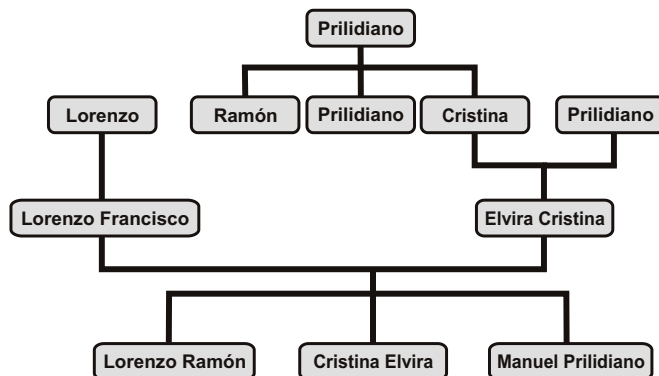 Prilidiano
Lorenzo
Ramón
Prilidiano
Cristina
Prilidiano
Lorenzo Francisco
Elvira Cristina
Lorenzo Ramón
Cristina Elvira
Manuel Prilidiano